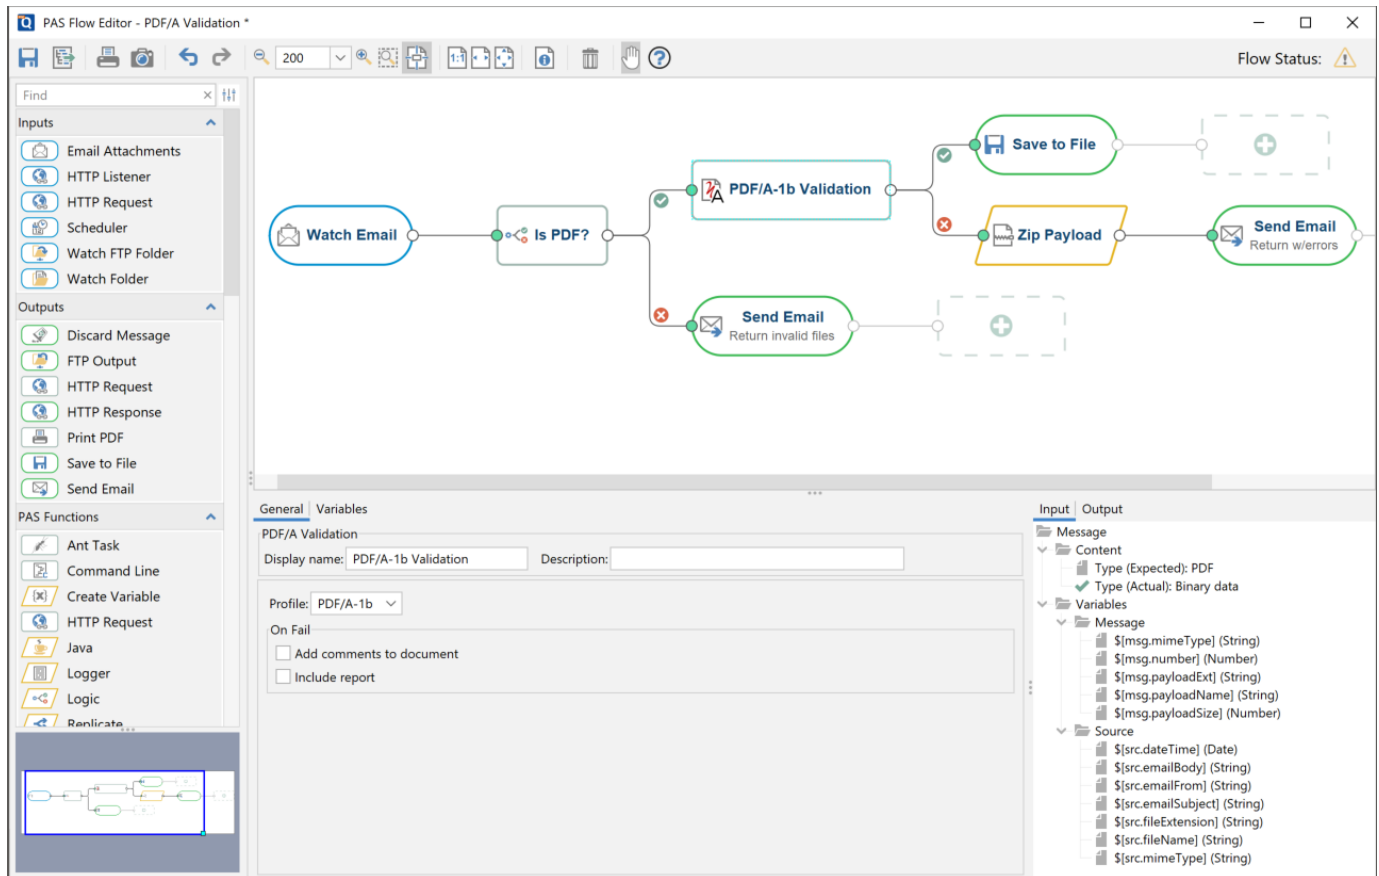 PAS Flow Editor - PDF/A Validation *
200
1:1
Flow Status:
Find
Inputs
Email Attachments
HTTP Listener
HTTP Request
Scheduler
Watch FTP Folder
Watch Folder
Outputs
Discard Message
FTP Output
HTTP Request
HTTP Response
Print PDF
Save to File
Send Email
PAS Functions
Ant Task
Command Line
Create Variable
HTTP Request
Java
Logger
Logic
Replicate
Watch Email
Is PDF?
PDF/A-1b Validation
Save to File
Zip Payload
Send Email
Return w/errors
Send Email
Return invalid files
General Variables
PDF/A Validation
Display name: PDF/A-1b Validation Description:
Profile: PDF/A-1b
On Fail
Add comments to document
Include report
Input Output
Message
Content
Type (Expected): PDF
Type (Actual): Binary data
Variables
Message
$[msg.mimeType] (String)
$[msg.number] (Number)
$[msg.payloadExt] (String)
$[msg.payloadName] (String)
$[msg.payloadSize] (Number)
Source
$[src.dateTime] (Date)
$[src.emailBody] (String)
$[src.emailFrom] (String)
$[src.emailSubject] (String)
$[src.fileExtension] (String)
$[src.fileName] (String)
$[src.mimeType] (String)